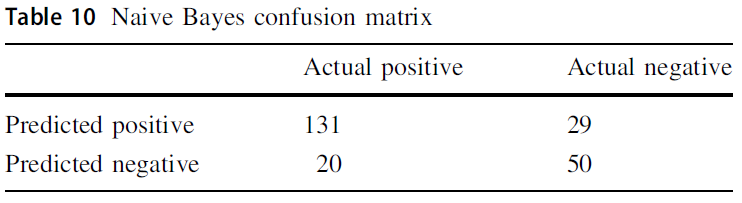 Table 10 Naive Bayes confusion matrix
Actual positive Actual negative
Predicted positive 131 29
Predicted negative 20 50